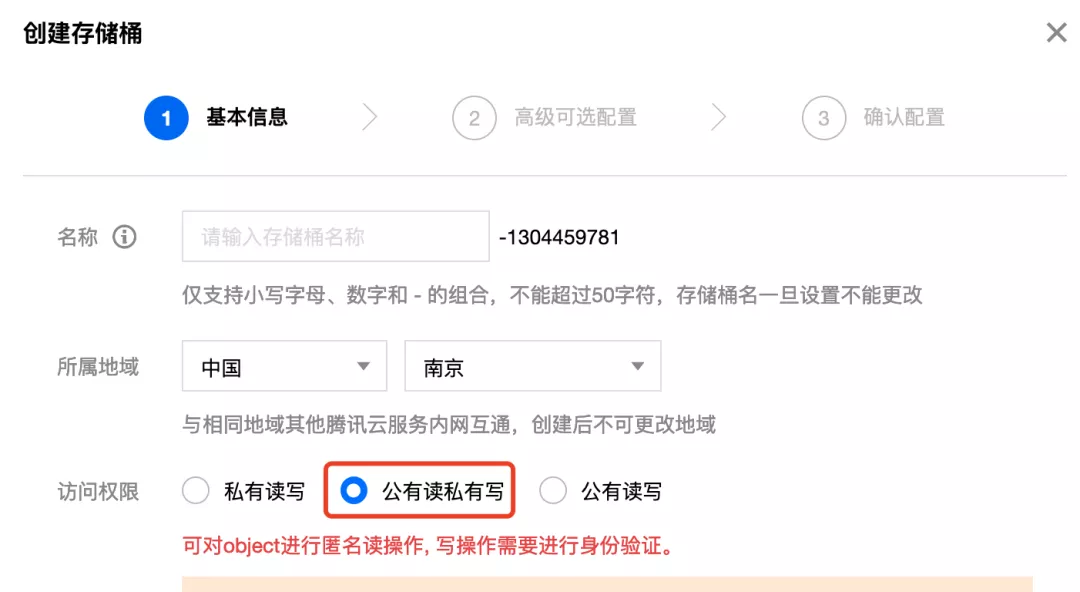 创建存储桶
1 基本信息 2 高级可选配置 3 确认配置
名称 请输入存储桶名称 -1304459781
仅支持小写字母、数字和 - 的组合，不能超过50字符，存储桶名一旦设置不能更改
所属地域 中国 南京
与相同地域其他腾讯云服务内网互通，创建后不可更改地域
访问权限 私有读写 公有读私有写 公有读写
可对object进行匿名读操作, 写操作需要进行身份验证。